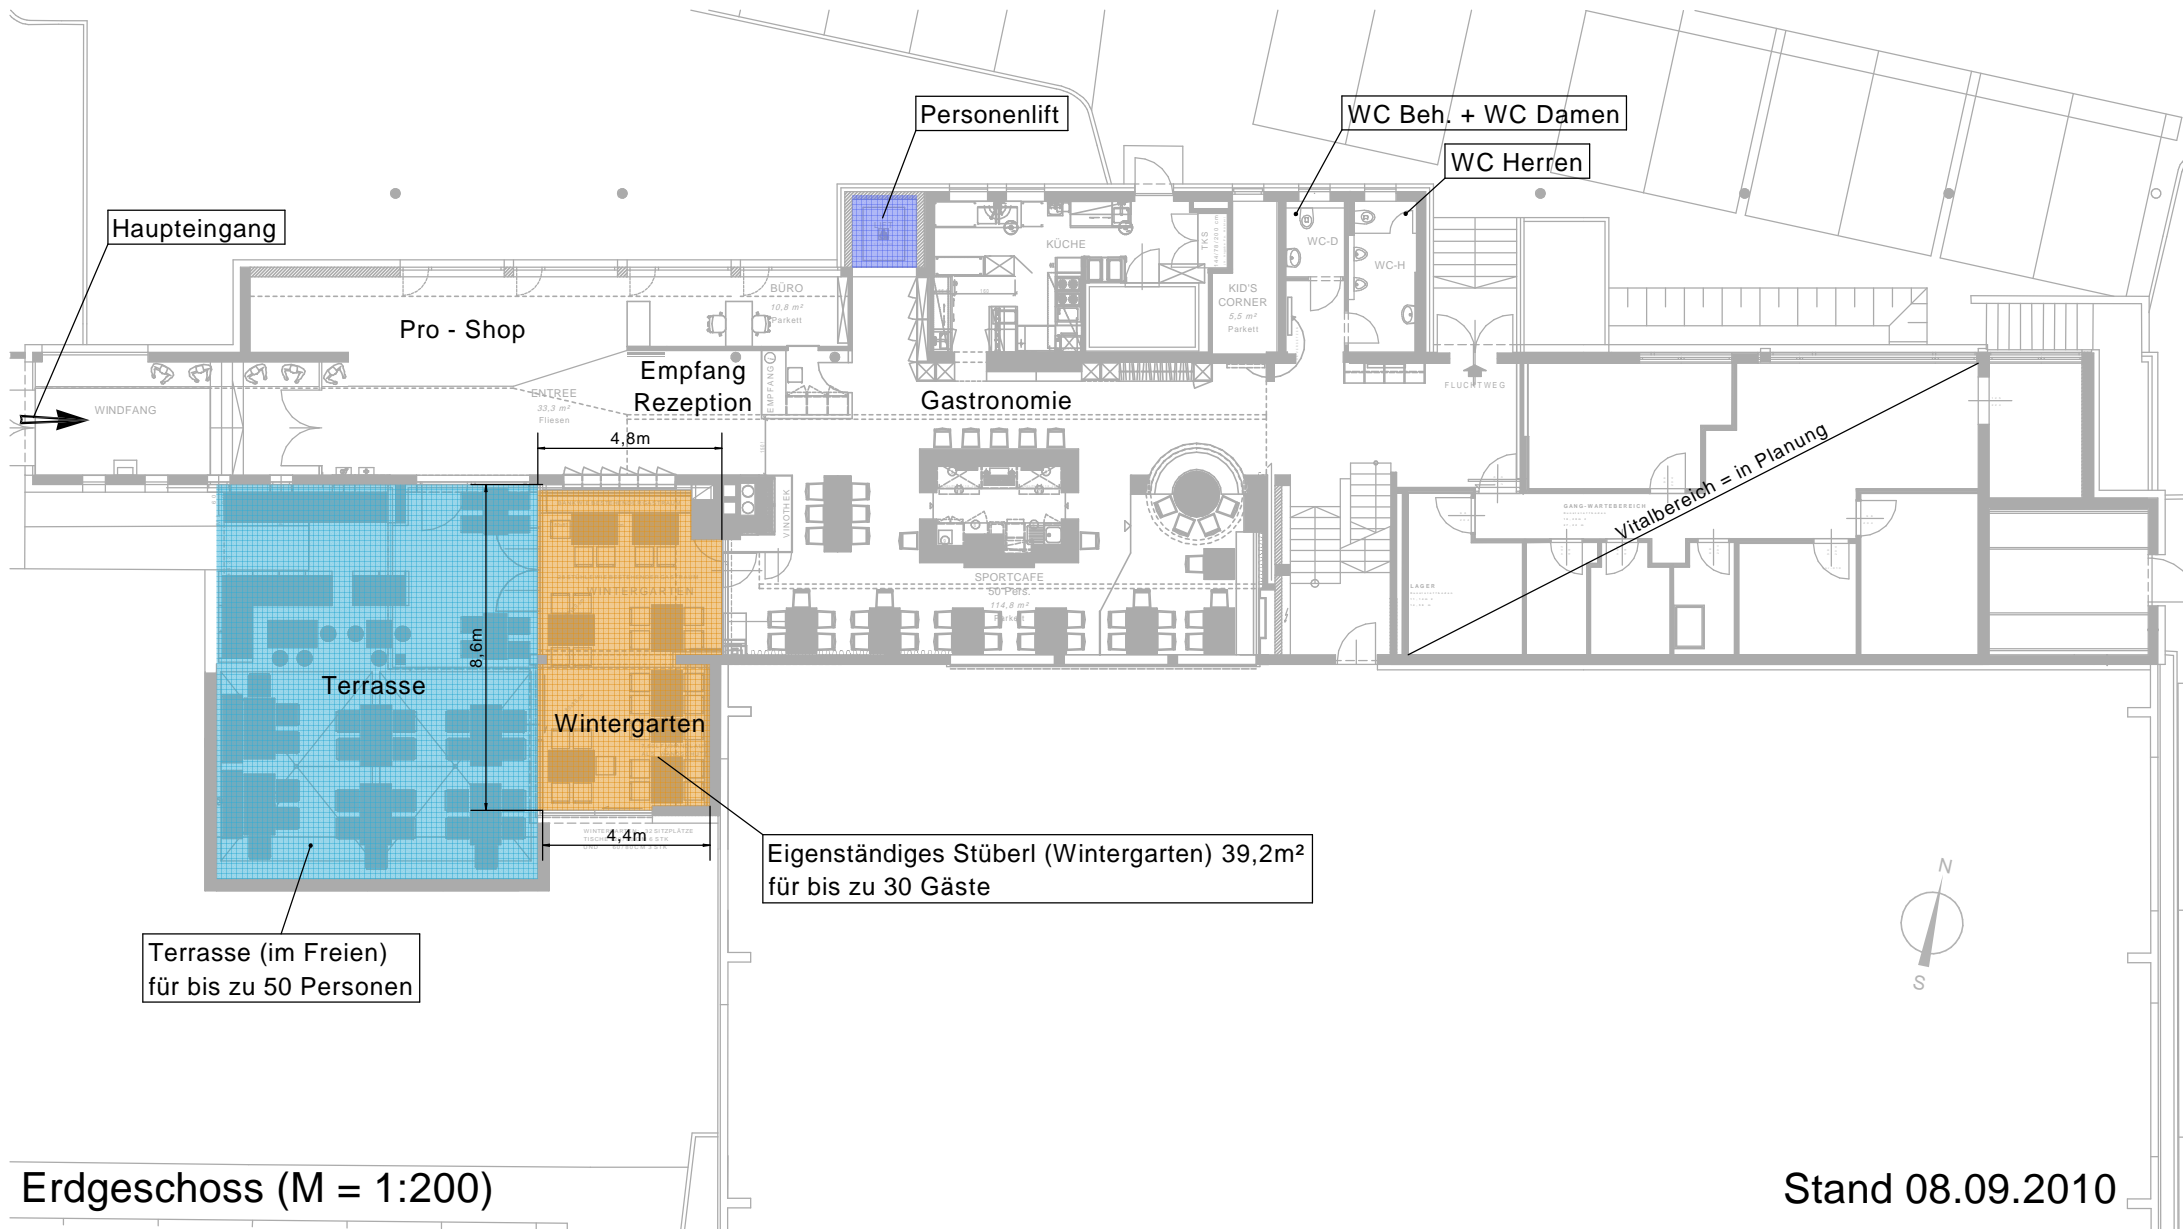 Personenlift
WC Beh. + WC Damen
WC Herren
Haupteingang
KÜCHE
TKS
WC-D
WC-H
BÜRO
10,8 m²
Parkett
KID'S
CORNER
5,5 m²
Parkett
Pro - Shop
Empfang
Rezeption
EMPFANG
Gastronomie
FLUCHTWEG
WINDFANG
ENTREE
33,3 m²
Fliesen
4,8m
Vitalbereich = in Planung
VINOTHEK
GANG-WARTEBEREICH
SPORTCAFE
50 Pers.
114,8 m²
Parkett
WINTERGARTEN
LAGER
8,6m
Terrasse
Wintergarten
4,4m
Eigenständiges Stüberl (Wintergarten) 39,2m²
für bis zu 30 Gäste
Terrasse (im Freien)
für bis zu 50 Personen
N
S
Erdgeschoss (M = 1:200)
Stand 08.09.2010